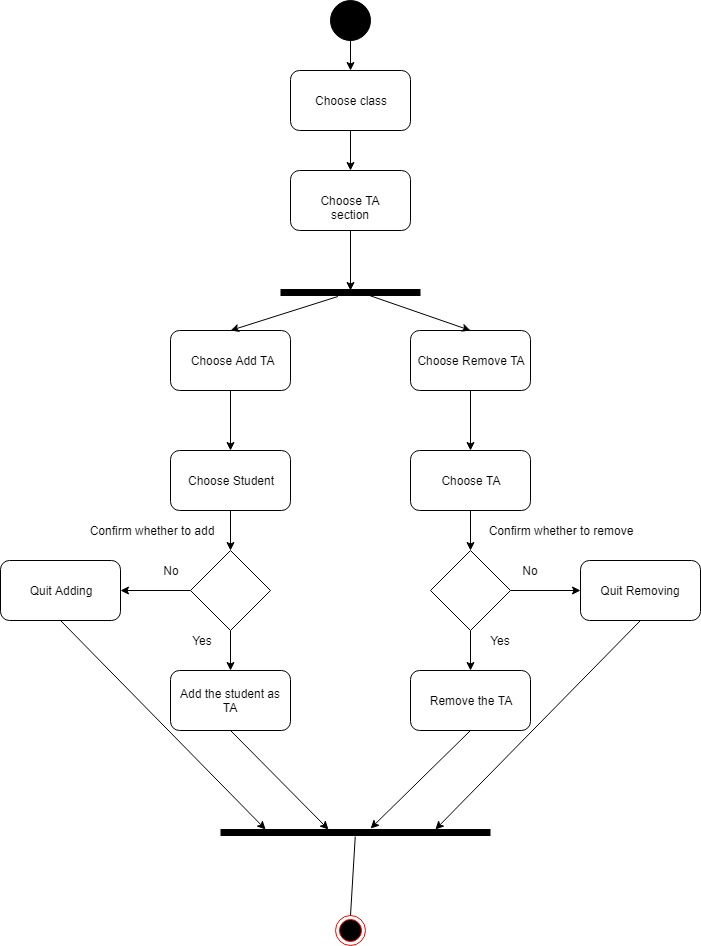 Choose class
Choose TA
section
Choose Add TA
Choose Remove TA
Choose Student
Choose TA
Confirm whether to add
Confirm whether to remove
No
No
Quit Adding
Quit Removing
Yes
Yes
Add the student as
TA
Remove the TA